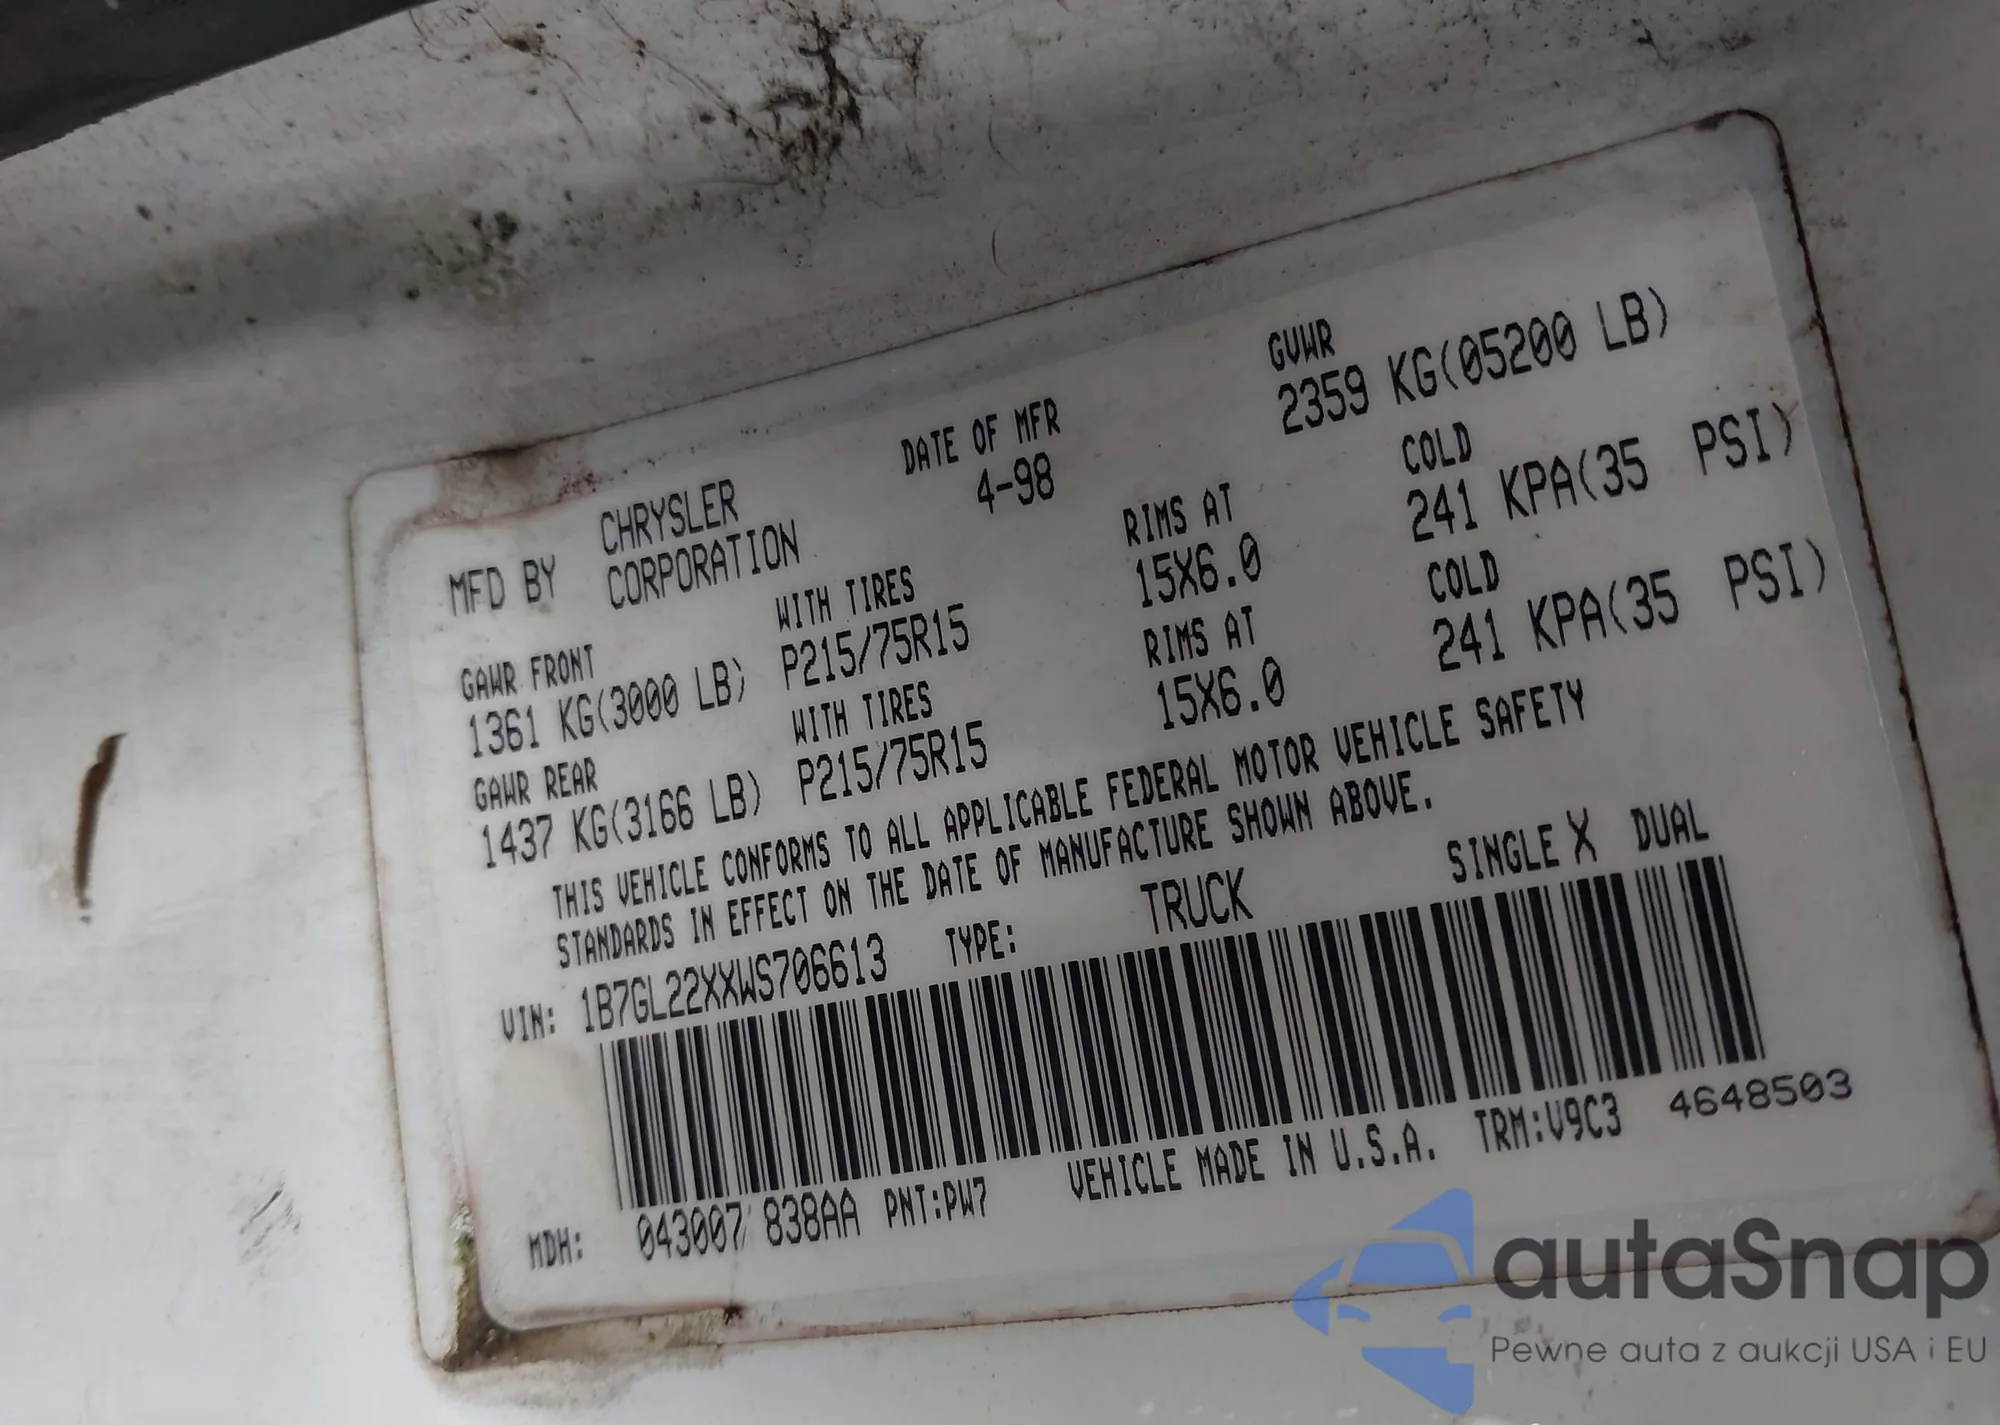 MFD BY CHRYSLER CORPORATION
DATE OF MFR 4-98
GVWR 2359 KG(05200 LB)
GAWR FRONT WITH TIRES RIMS AT COLD
1361 KG(3000 LB) P215/75R15 15X6.0 241 KPA(35 PSI)
GAWR REAR WITH TIRES RIMS AT COLD
1437 KG(3166 LB) P215/75R15 15X6.0 241 KPA(35 PSI)
THIS VEHICLE CONFORMS TO ALL APPLICABLE FEDERAL MOTOR VEHICLE SAFETY
STANDARDS IN EFFECT ON THE DATE OF MANUFACTURE SHOWN ABOVE.
VIN: 1B7GL22XXWS706613 TYPE: TRUCK SINGLE X DUAL
MDH: 043007 838AA PNT:PW7 VEHICLE MADE IN U.S.A. TRM:V9C3 4648503
autaSnap
Pewne auta z aukcji USA i EU